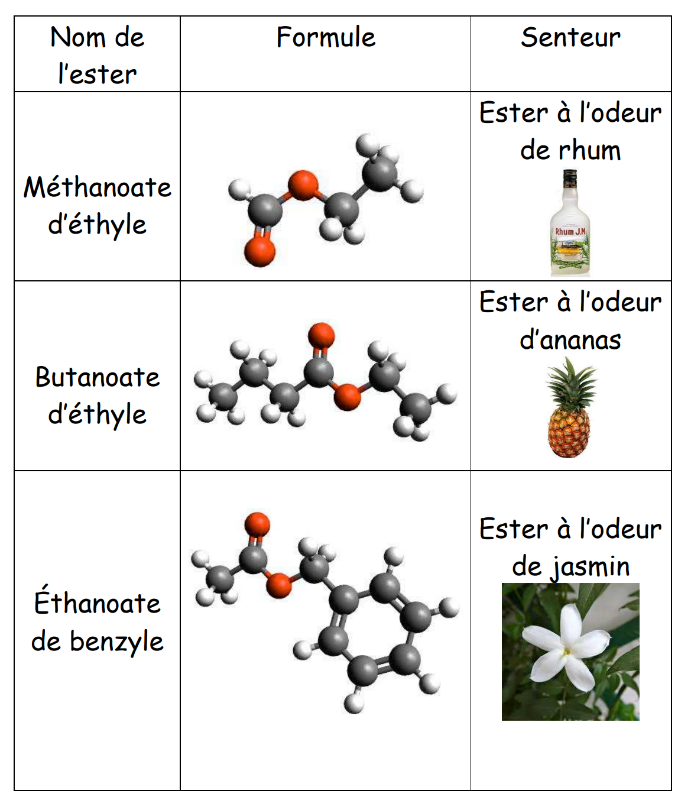 Nom de
l'ester
Formule
Senteur
Méthanoate
d'éthyle
Ester à l'odeur
de rhum
Rhum J.M
Butanoate
d'éthyle
Ester à l'odeur
d'ananas
Éthanoate
de benzyle
Ester à l'odeur
de jasmin